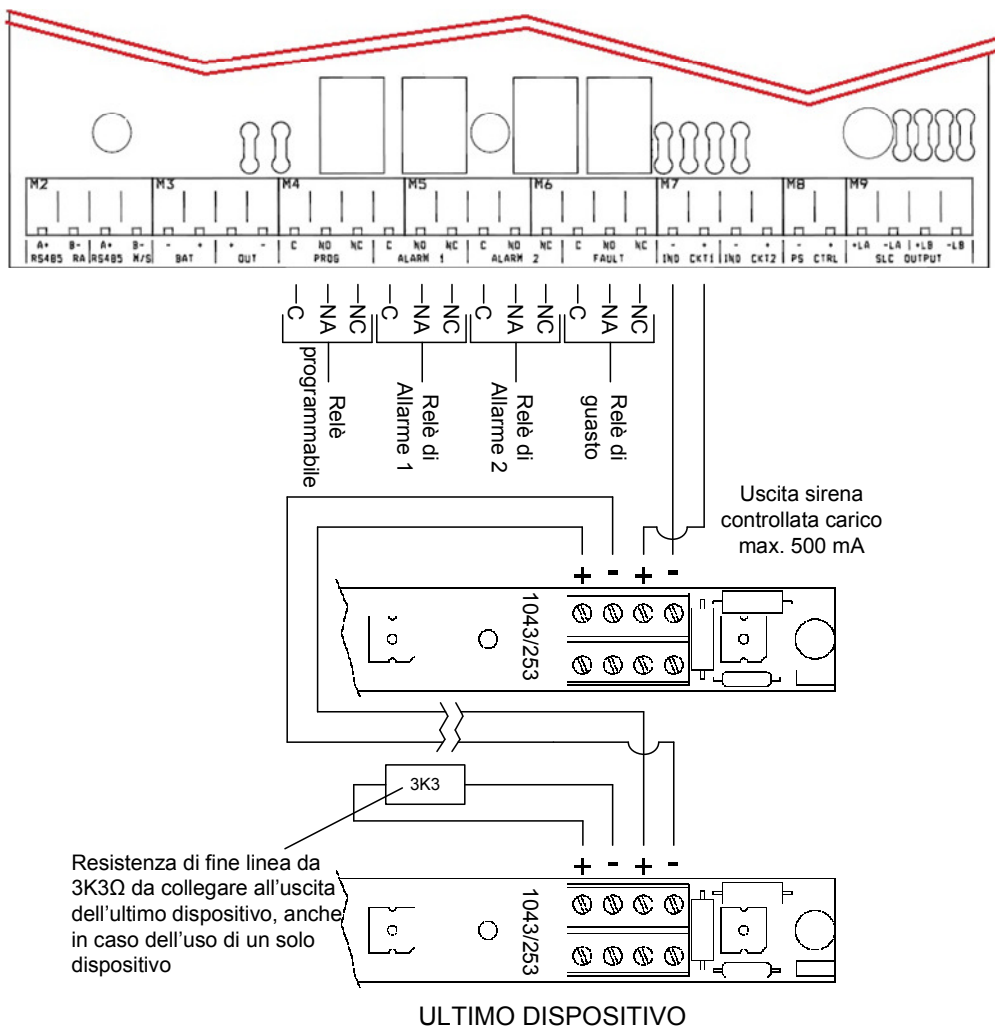 M2 M3 M4 M5 M6 M7 M8 M9
A+ B- A+ B- - + + - C NO NC C NO NC C NO NC C NO NC - + - + - + +LA -LA +LB -LB
RS485 RA RS485 M/S BAT OUT PROG ALARM 1 ALARM 2 FAULT IND CKT1 IND CKT2 PS CTRL SLC OUTPUT
C NA NC C NA NC C NA NC C NA NC
Relè
programmabile
Relè di
Allarme 1
Relè di
Allarme 2
Relè di
guasto
Uscita sirena
controllata carico
max. 500 mA
+ - + -
1043/253
3K3
Resistenza di fine linea da
3K3Ω da collegare all'uscita
dell'ultimo dispositivo, anche
in caso dell'uso di un solo
dispositivo
+ - + -
1043/253
ULTIMO DISPOSITIVO